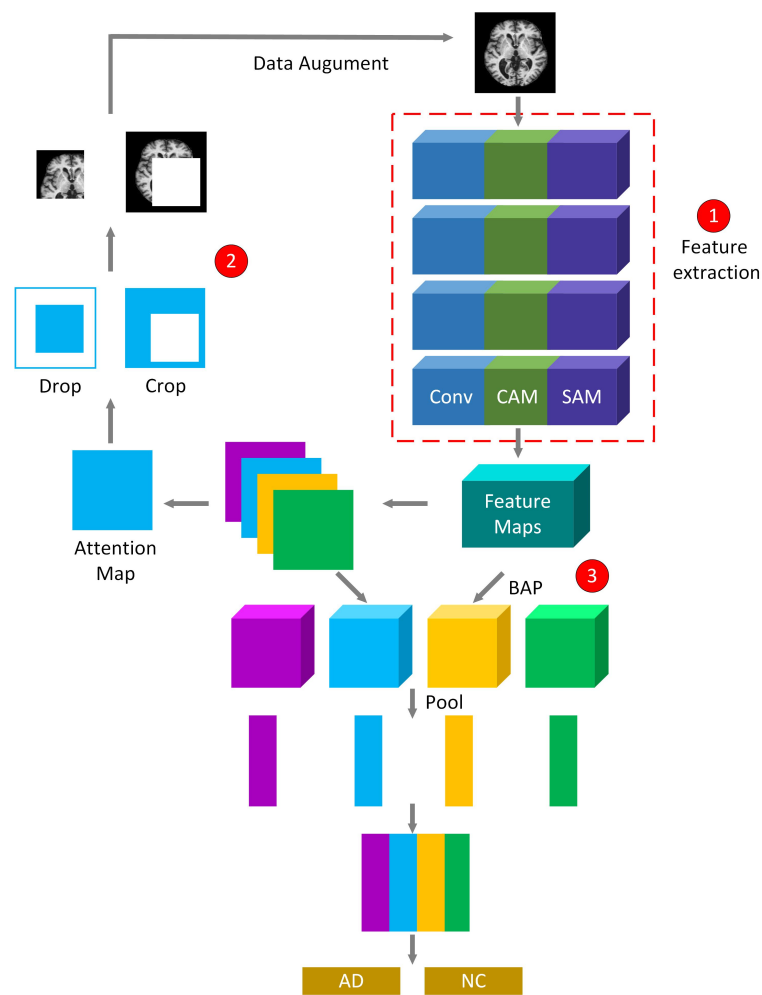 Data Augument
1
Feature
extraction
2
Drop
Crop
Conv
CAM
SAM
Feature
Maps
Attention
Map
3
BAP
Pool
AD
NC